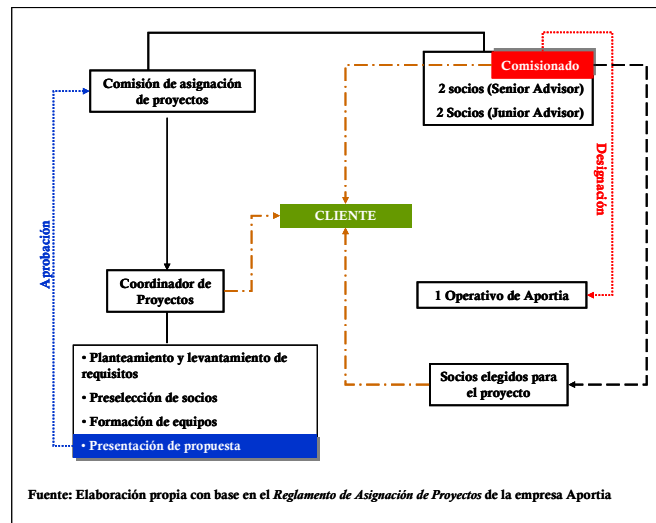 Comisión de asignación
de proyectos
Comisionado
2 socios (Senior Advisor)
2 Socios (Junior Advisor)
Designación
Aprobación
CLIENTE
Coordinador de
Proyectos
1 Operativo de Aportia
• Planteamiento y levantamiento de
requisitos
• Preselección de socios
• Formación de equipos
• Presentación de propuesta
Socios elegidos para
el proyecto
Fuente: Elaboración propia con base en el Reglamento de Asignación de Proyectos de la empresa Aportia